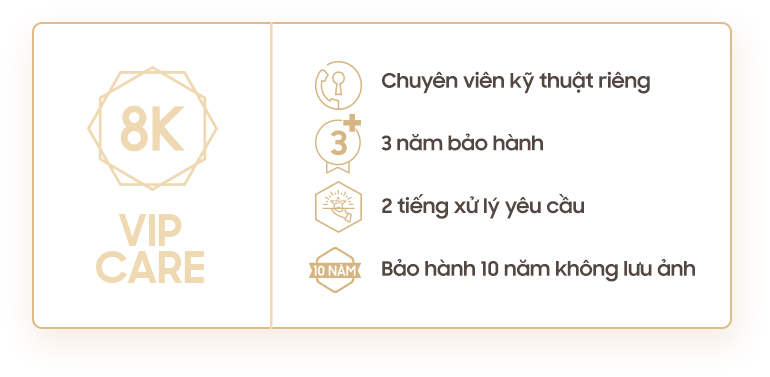 8K
VIP
CARE
Chuyên viên kỹ thuật riêng
3+
3 năm bảo hành
2 tiếng xử lý yêu cầu
10 NĂM
Bảo hành 10 năm không lưu ảnh